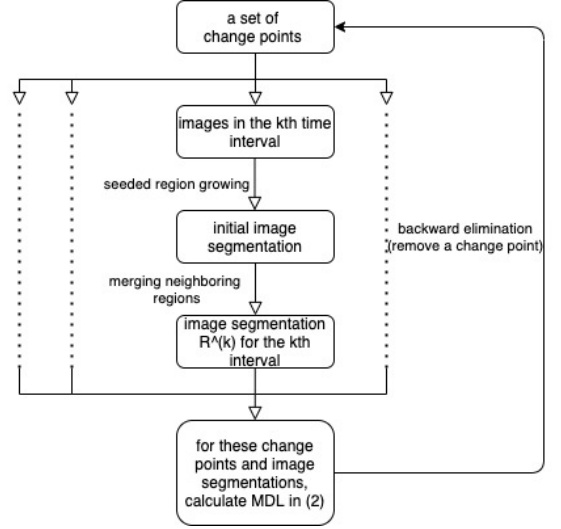 a set of
change points
images in the kth time
interval
seeded region growing
initial image
segmentation
backward elimination
(remove a change point)
merging neighboring
regions
image segmentation
R^(k) for the kth
interval
for these change
points and image
segmentations,
calculate MDL in (2)